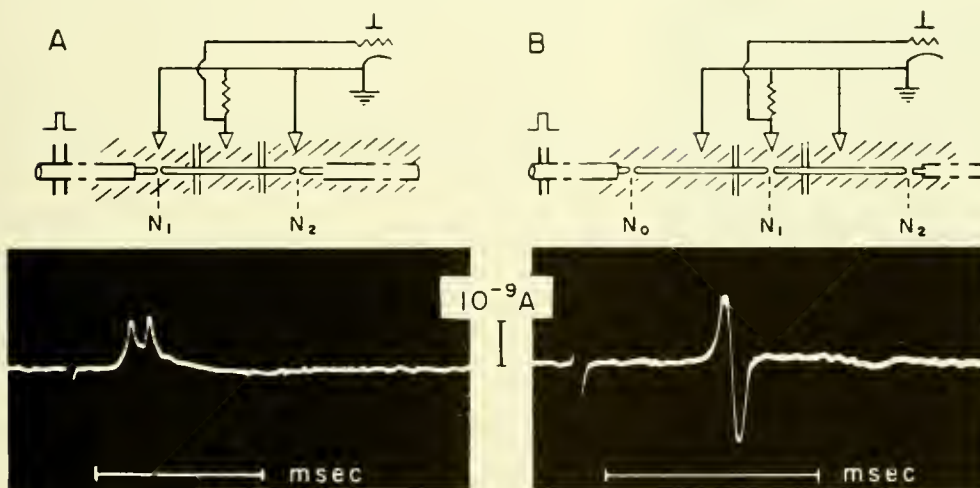 A
B
N₁ N₂
N₀ N₁ N₂
10⁻⁹A
msec
msec